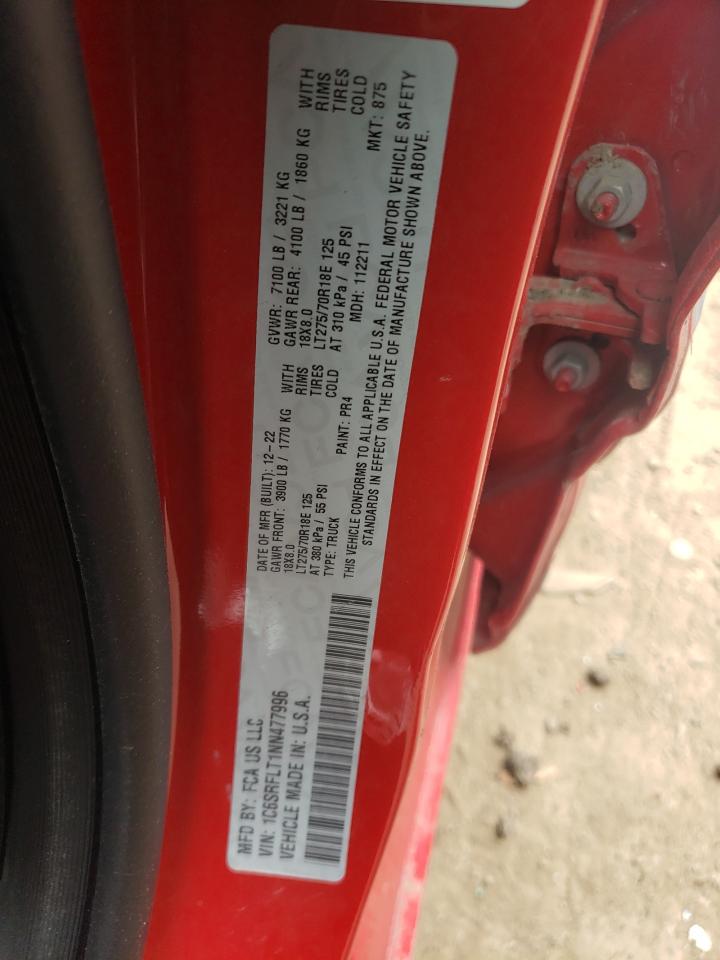 MFD BY: FCA US LLC
VIN: 1C6SRFLT1NN477996
VEHICLE MADE IN: U.S.A.
DATE OF MFR (BUILT): 12-22 GVWR: 7100 LB / 3221 KG
GAWR FRONT: 3900 LB / 1770 KG WITH GAWR REAR: 4100 LB / 1860 KG WITH
18X8.0 RIMS 18X8.0 RIMS
LT275/70R18E 125 TIRES LT275/70R18E 125 TIRES
AT 380 kPa / 55 PSI COLD AT 310 kPa / 45 PSI COLD
TYPE: TRUCK PAINT: PR4 MDH: 112211 MKT: 875
THIS VEHICLE CONFORMS TO ALL APPLICABLE U.S.A. FEDERAL MOTOR VEHICLE SAFETY
STANDARDS IN EFFECT ON THE DATE OF MANUFACTURE SHOWN ABOVE.